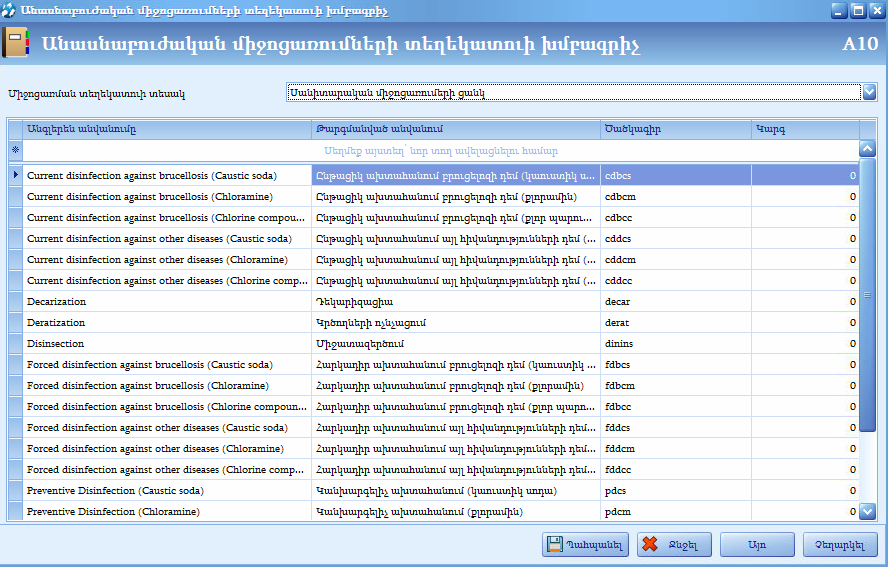 Անասնաբուժական միջոցառումների տեղեկատուի խմբագրիչ
Անասնաբուժական միջոցառումների տեղեկատուի խմբագրիչ A10
Միջոցառման տեղեկատուի տեսակ Սանիտարական միջոցառումերի ցանկ
Անգլերեն անվանումը Թարգմանված անվանում Ծածկագիր Կարգ
Սեղմեք այստեղ՝ նոր տող ավելացնելու համար
Current disinfection against brucellosis (Caustic soda) Ընթացիկ ախտահանում բրուցելոզի դեմ (կաուստիկ ս... cdbcs 0
Current disinfection against brucellosis (Chloramine) Ընթացիկ ախտահանում բրուցելոզի դեմ (քլորամին) cdbcm 0
Current disinfection against brucellosis (Chlorine compou... Ընթացիկ ախտահանում բրուցելոզի դեմ (քլոր պարու... cdbcc 0
Current disinfection against other diseases (Caustic soda) Ընթացիկ ախտահանում այլ հիվանդությունների դեմ (... cddcs 0
Current disinfection against other diseases (Chloramine) Ընթացիկ ախտահանում այլ հիվանդությունների դեմ (... cddcm 0
Current disinfection against other diseases (Chlorine comp... Ընթացիկ ախտահանում այլ հիվանդությունների դեմ (... cddcc 0
Decarization Դեկարիզացիա decar 0
Deratization Կրծողների ոչնչացում derat 0
Disinsection Միջատազերծում dinins 0
Forced disinfection against brucellosis (Caustic soda) Հարկադիր ախտահանում բրուցելոզի դեմ (կաուստիկ ... fdbcs 0
Forced disinfection against brucellosis (Chloramine) Հարկադիր ախտահանում բրուցելոզի դեմ (քլորամին) fdbcm 0
Forced disinfection against brucellosis (Chlorine compoun... Հարկադիր ախտահանում բրուցելոզի դեմ (քլոր պարո... fdbcc 0
Forced disinfection against other diseases (Caustic soda) Հարկադիր ախտահանում այլ հիվանդությունների դեմ... fddcs 0
Forced disinfection against other diseases (Chloramine) Հարկադիր ախտահանում այլ հիվանդությունների դեմ... fddcm 0
Forced disinfection against other diseases (Chlorine comp... Հարկադիր ախտահանում այլ հիվանդությունների դեմ... fddcc 0
Preventive Disinfection (Caustic soda) Կանխարգելիչ ախտահանում (կաուստիկ սոդա) pdcs 0
Preventive Disinfection (Chloramine) Կանխարգելիչ ախտահանում (քլորամին) pdcm 0
Պահպանել Ջնջել Այո Չեղարկել